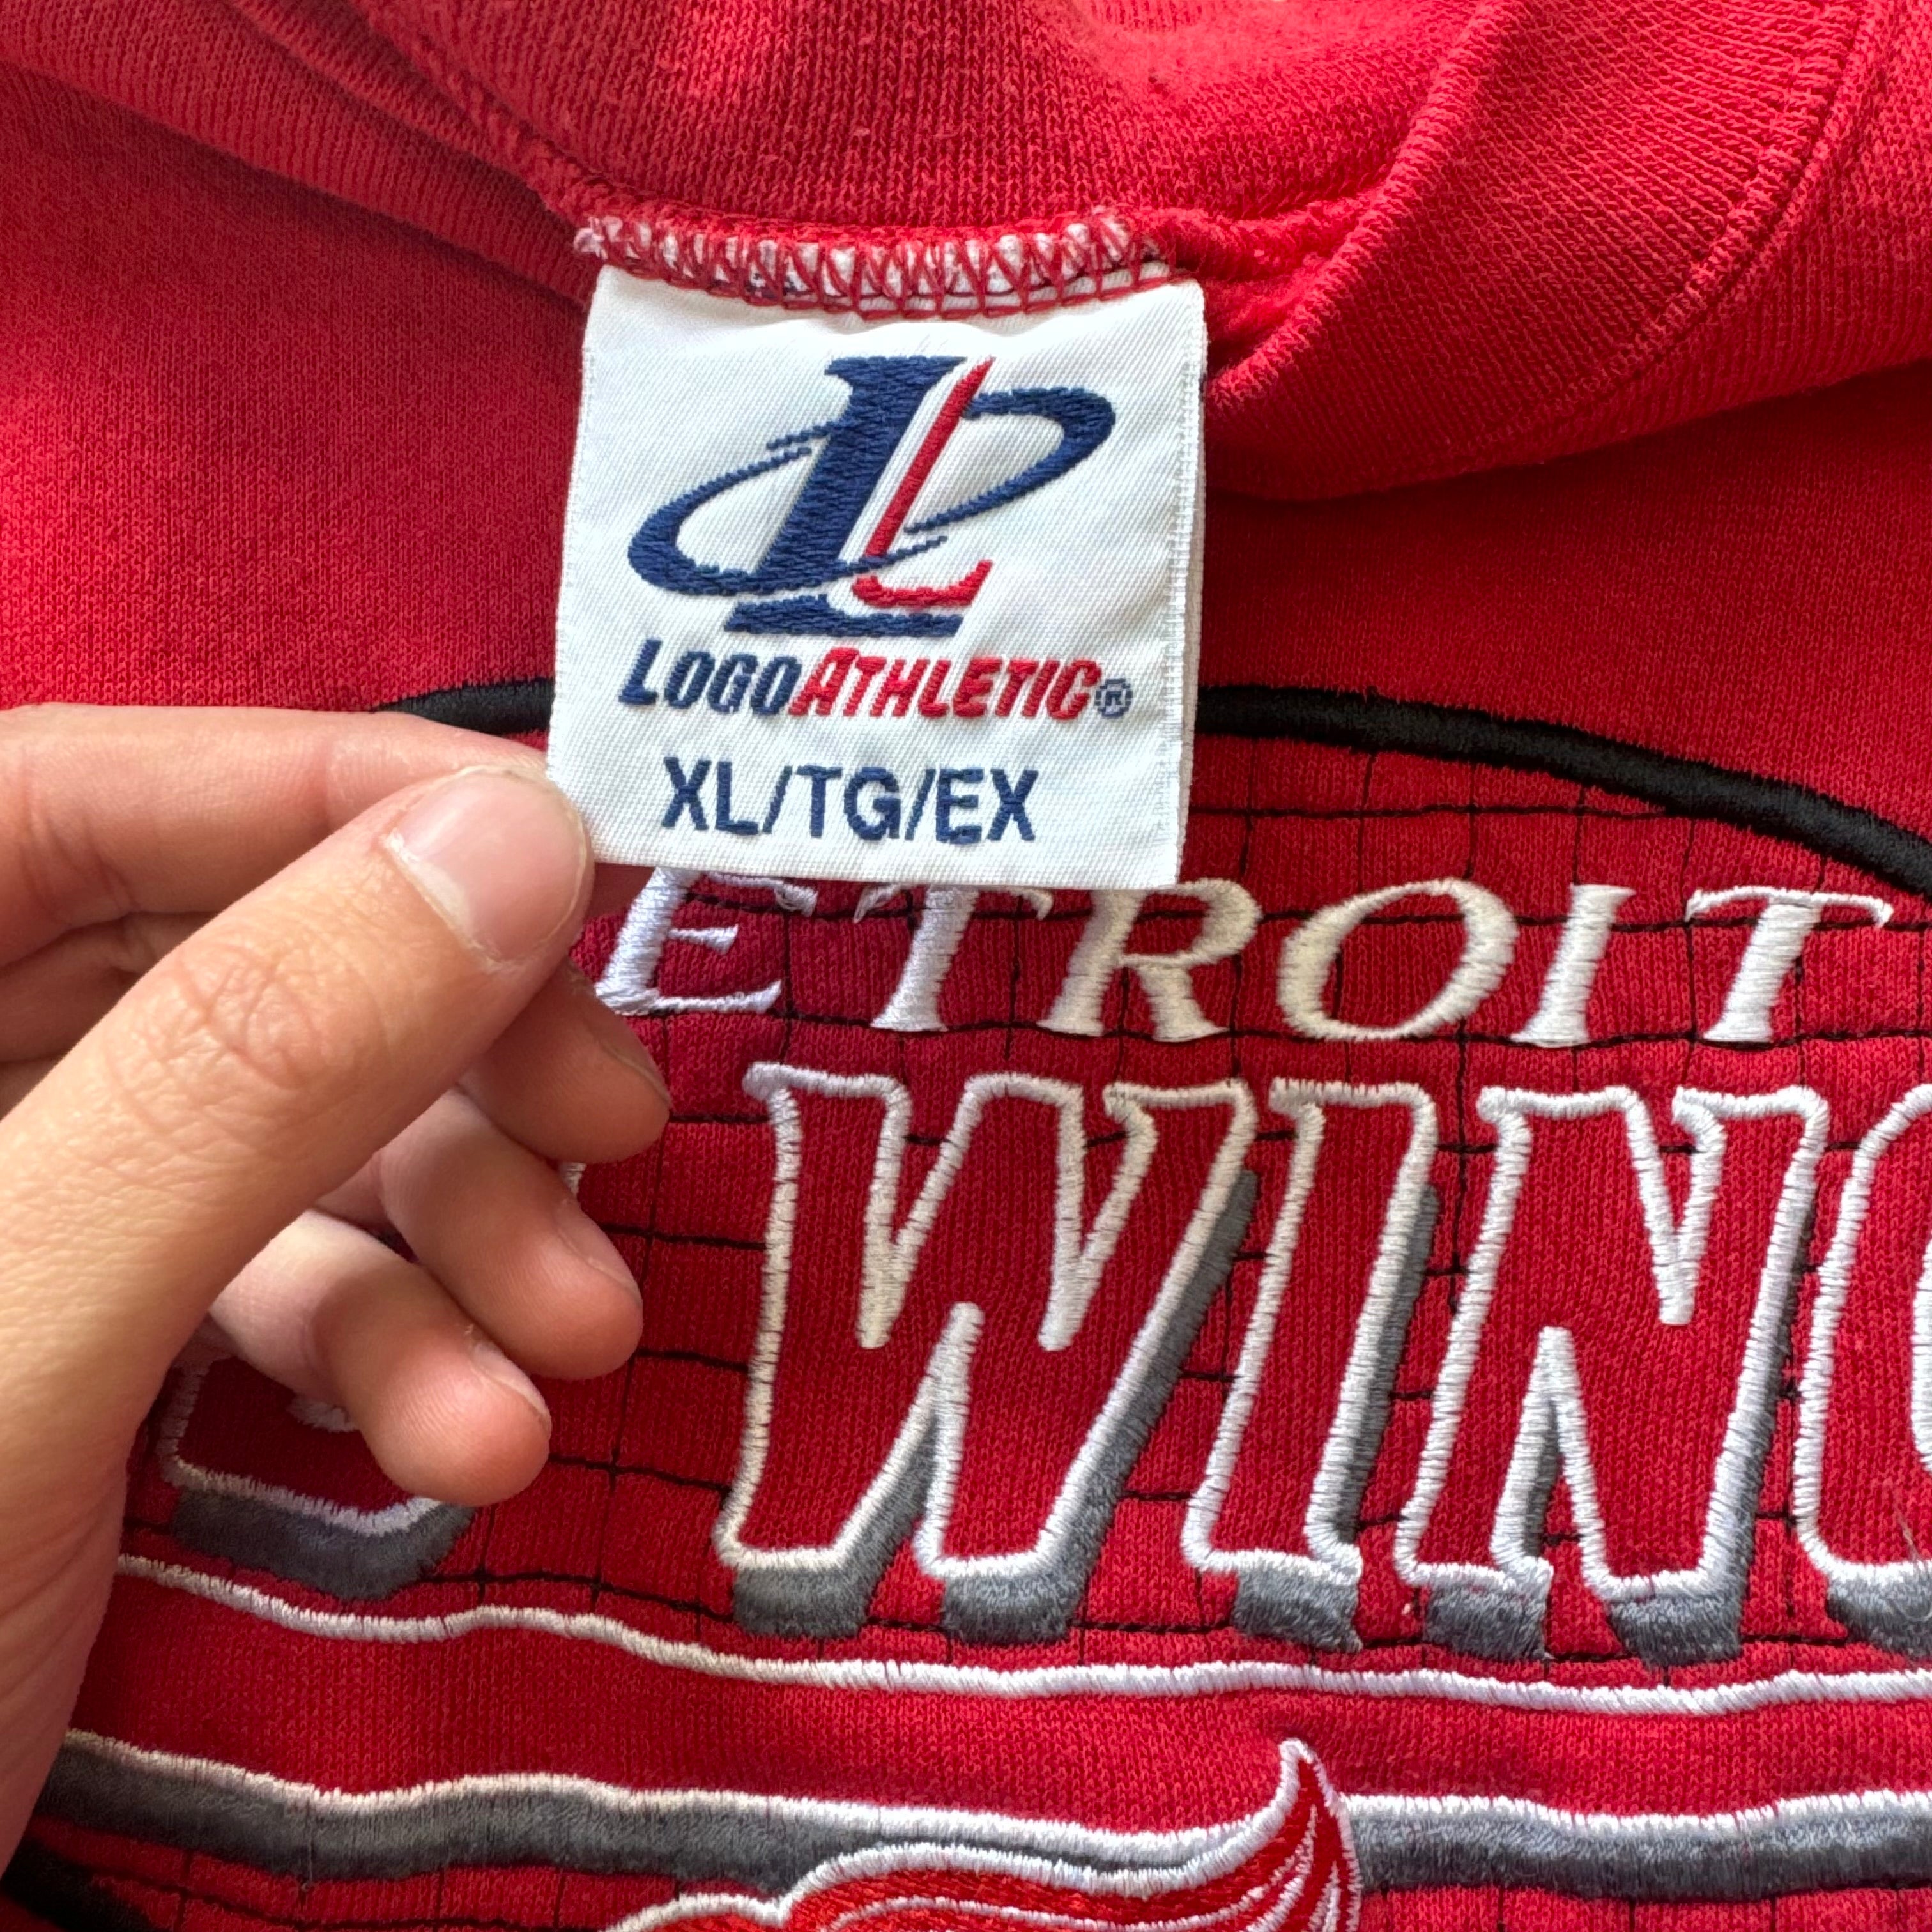 LOGOATHLETIC®
XL/TG/EX
ETROIT
WIN